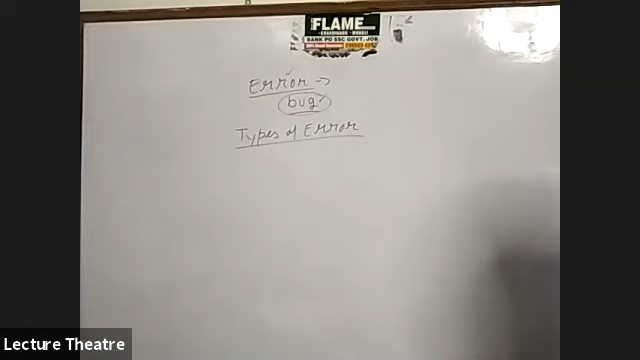 FLAME
CHANDIGARH - MOHALI
BANK PO SSC GOVT. JOB
Error →
bug
Types of Error
Lecture Theatre